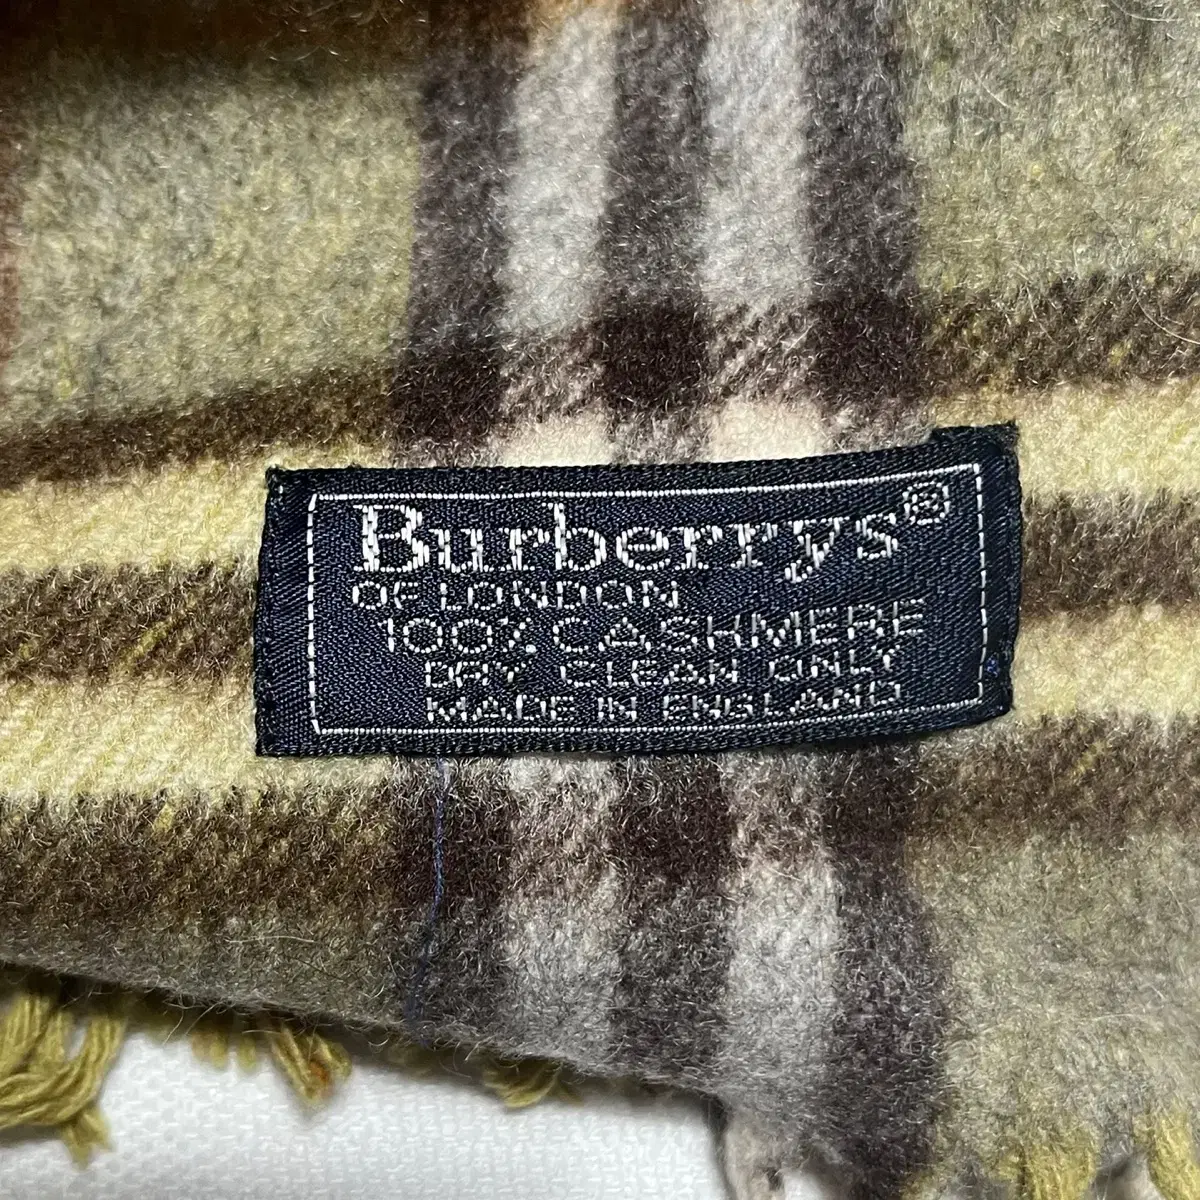 Burberrys®
OF LONDON
100% CASHMERE
DRY CLEAN ONLY
MADE IN ENGLAND